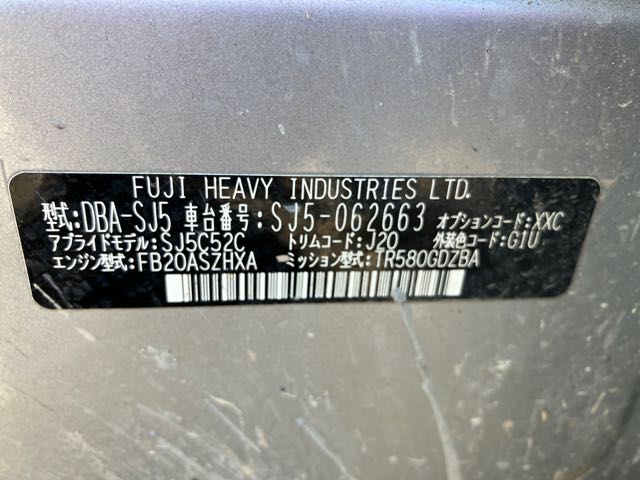 FUJI HEAVY INDUSTRIES LTD.
型式:DBA-SJ5 車台番号:SJ5-062663 オプションコード:XXC
アプライドモデル:SJ5C52C トリムコード:J20 外装色コード:G1U
エンジン型式:FB20ASZHXA ミッション型式:TR580GDZBA